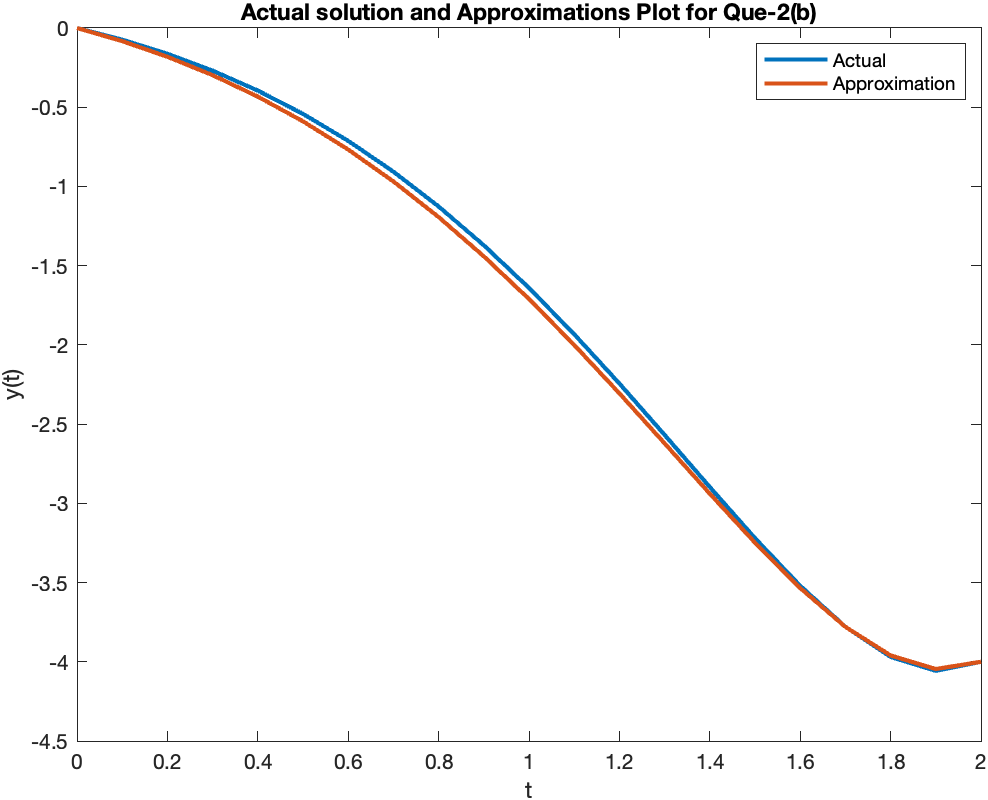 Actual solution and Approximations Plot for Que-2(b)
Actual
Approximation
0
-0.5
-1
-1.5
-2
-2.5
-3
-3.5
-4
-4.5
y(t)
0 0.2 0.4 0.6 0.8 1 1.2 1.4 1.6 1.8 2
t